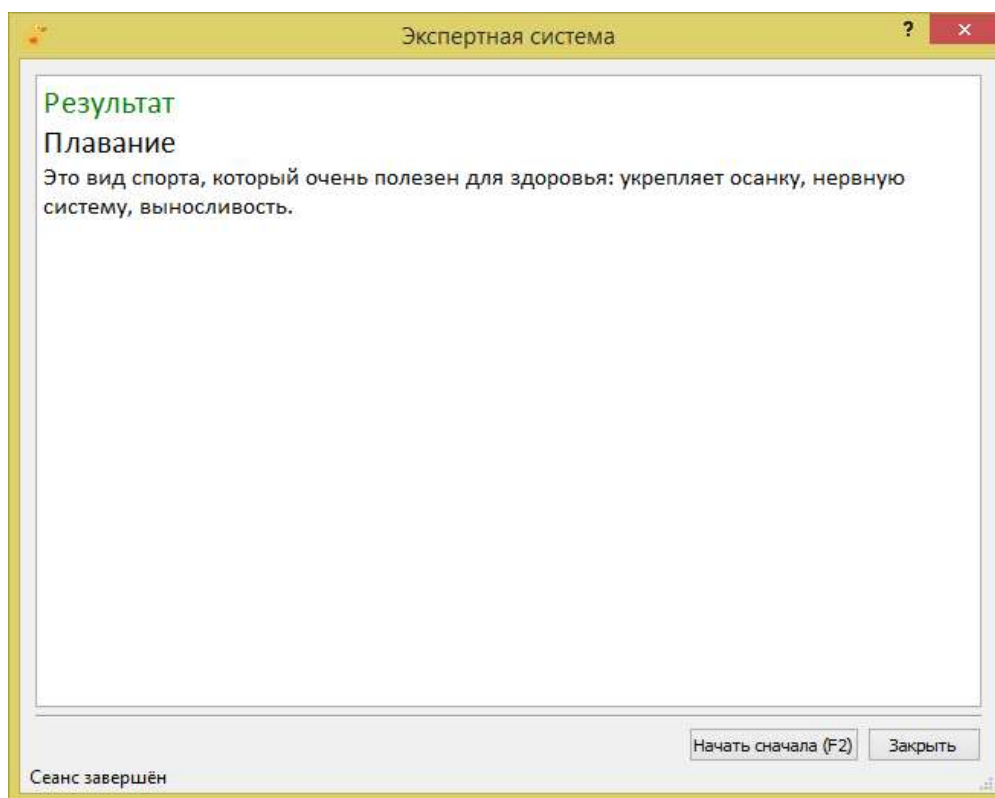 Экспертная система
?
Результат
Плавание
Это вид спорта, который очень полезен для здоровья: укрепляет осанку, нервную
систему, выносливость.
Начать сначала (F2) Закрыть
Сеанс завершён